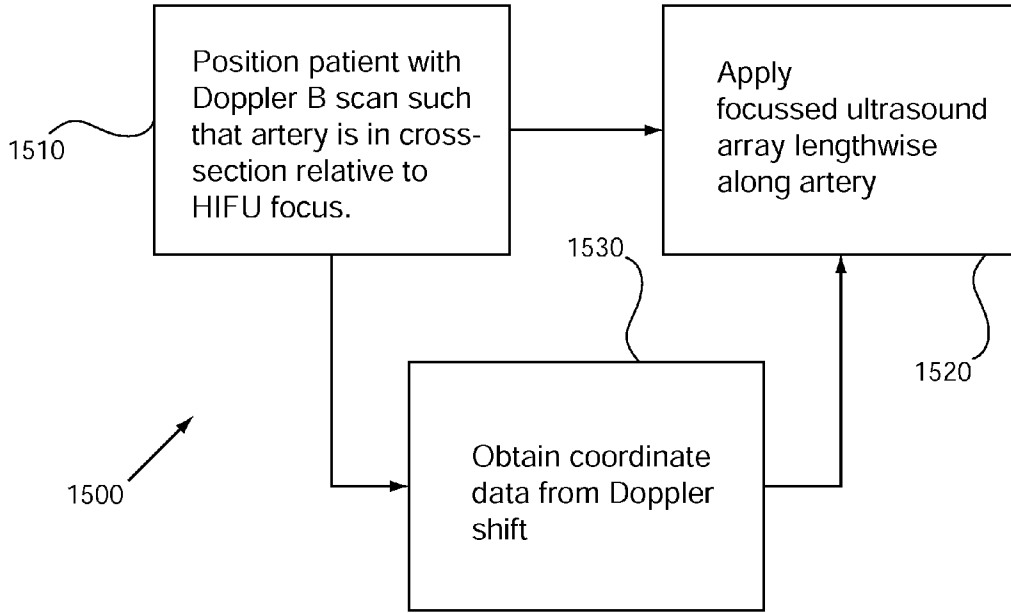 Position patient with
Doppler B scan such
that artery is in cross-
section relative to
HIFU focus.
1510
Apply
focussed ultrasound
array lengthwise
along artery
1530
1520
Obtain coordinate
data from Doppler
shift
1500